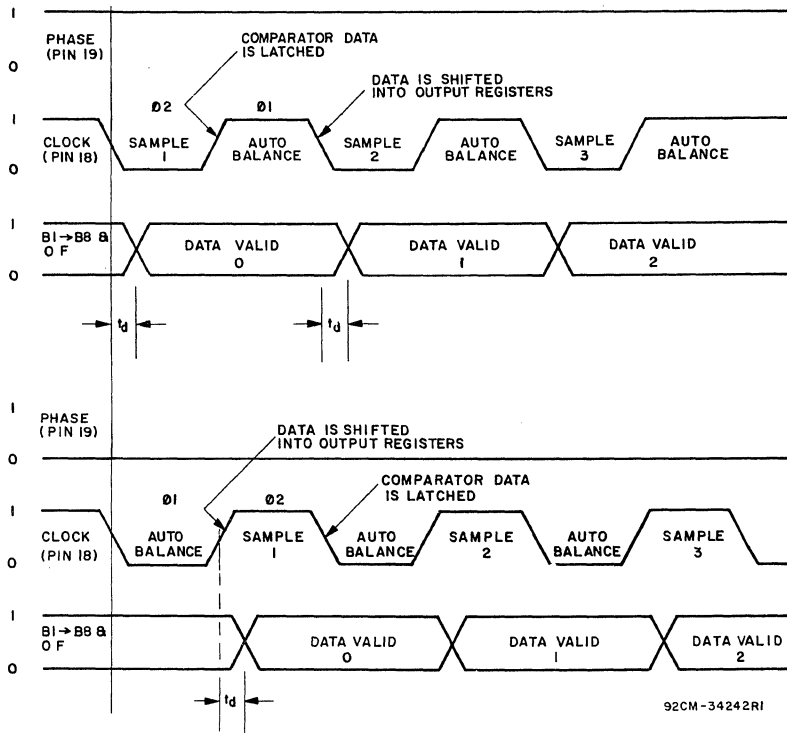 1
PHASE
(PIN 19)
0
COMPARATOR DATA
IS LATCHED
DATA IS SHIFTED
INTO OUTPUT REGISTERS
Ø2
Ø1
1
CLOCK
(PIN 18)
0
SAMPLE
1
AUTO
BALANCE
SAMPLE
2
AUTO
BALANCE
SAMPLE
3
AUTO
BALANCE
1
B1→B8 &
OF
0
DATA VALID
0
DATA VALID
1
DATA VALID
2
td
td
1
PHASE
(PIN 19)
0
DATA IS SHIFTED
INTO OUTPUT REGISTERS
COMPARATOR DATA
IS LATCHED
Ø1
Ø2
1
CLOCK
(PIN 18)
0
AUTO
BALANCE
SAMPLE
1
AUTO
BALANCE
SAMPLE
2
AUTO
BALANCE
SAMPLE
3
1
B1→B8 &
OF
0
DATA VALID
0
DATA VALID
1
DATA VALID
2
td
92CM-34242R1